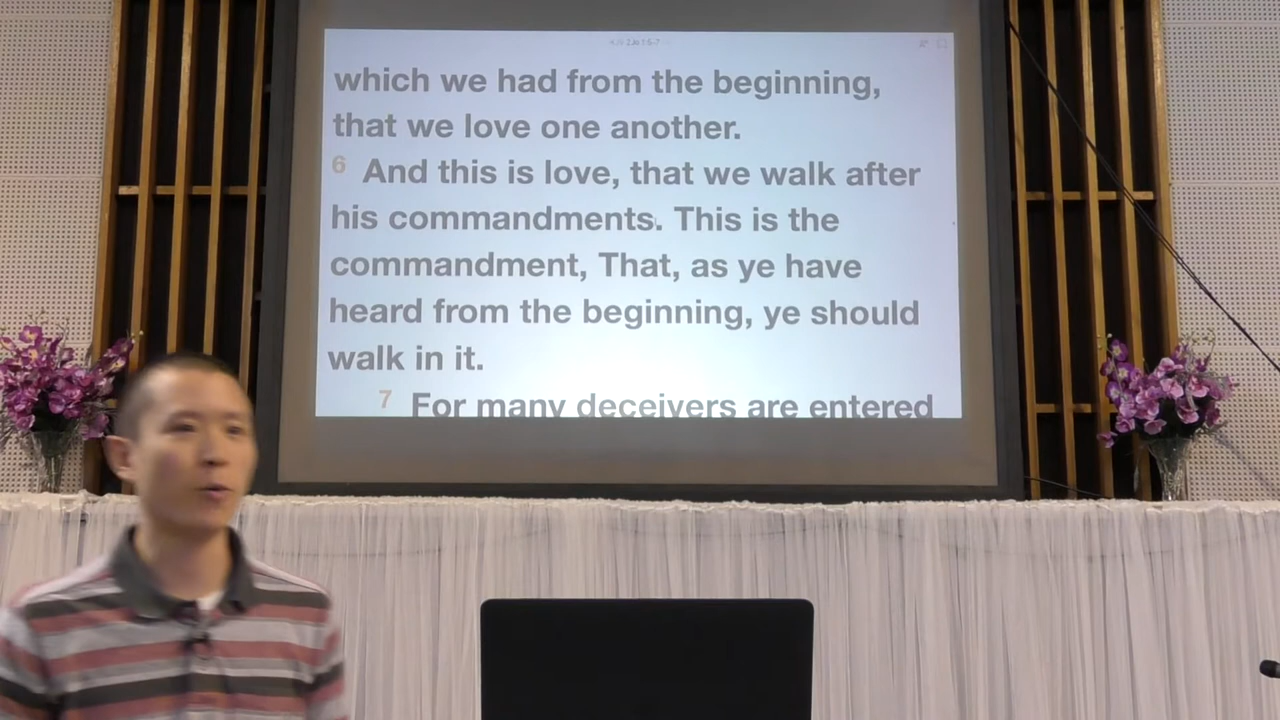 which we had from the beginning,
that we love one another.
6 And this is love, that we walk after
his commandments. This is the
commandment, That, as ye have
heard from the beginning, ye should
walk in it.
7 For many deceivers are entered